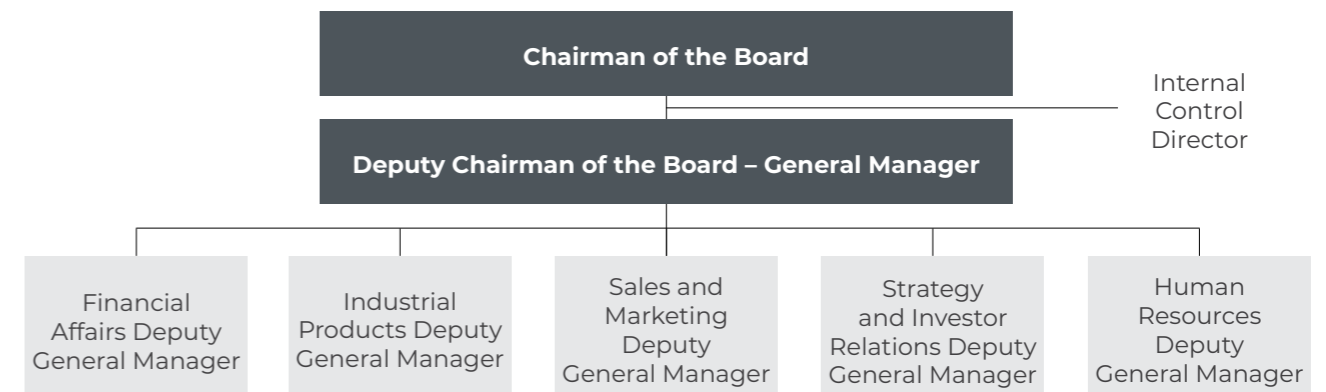 Chairman of the Board
Internal
Control
Director
Deputy Chairman of the Board – General Manager
Financial
Affairs Deputy
General Manager
Industrial
Products Deputy
General Manager
Sales and
Marketing
Deputy
General Manager
Strategy
and Investor
Relations Deputy
General Manager
Human
Resources
Deputy
General Manager